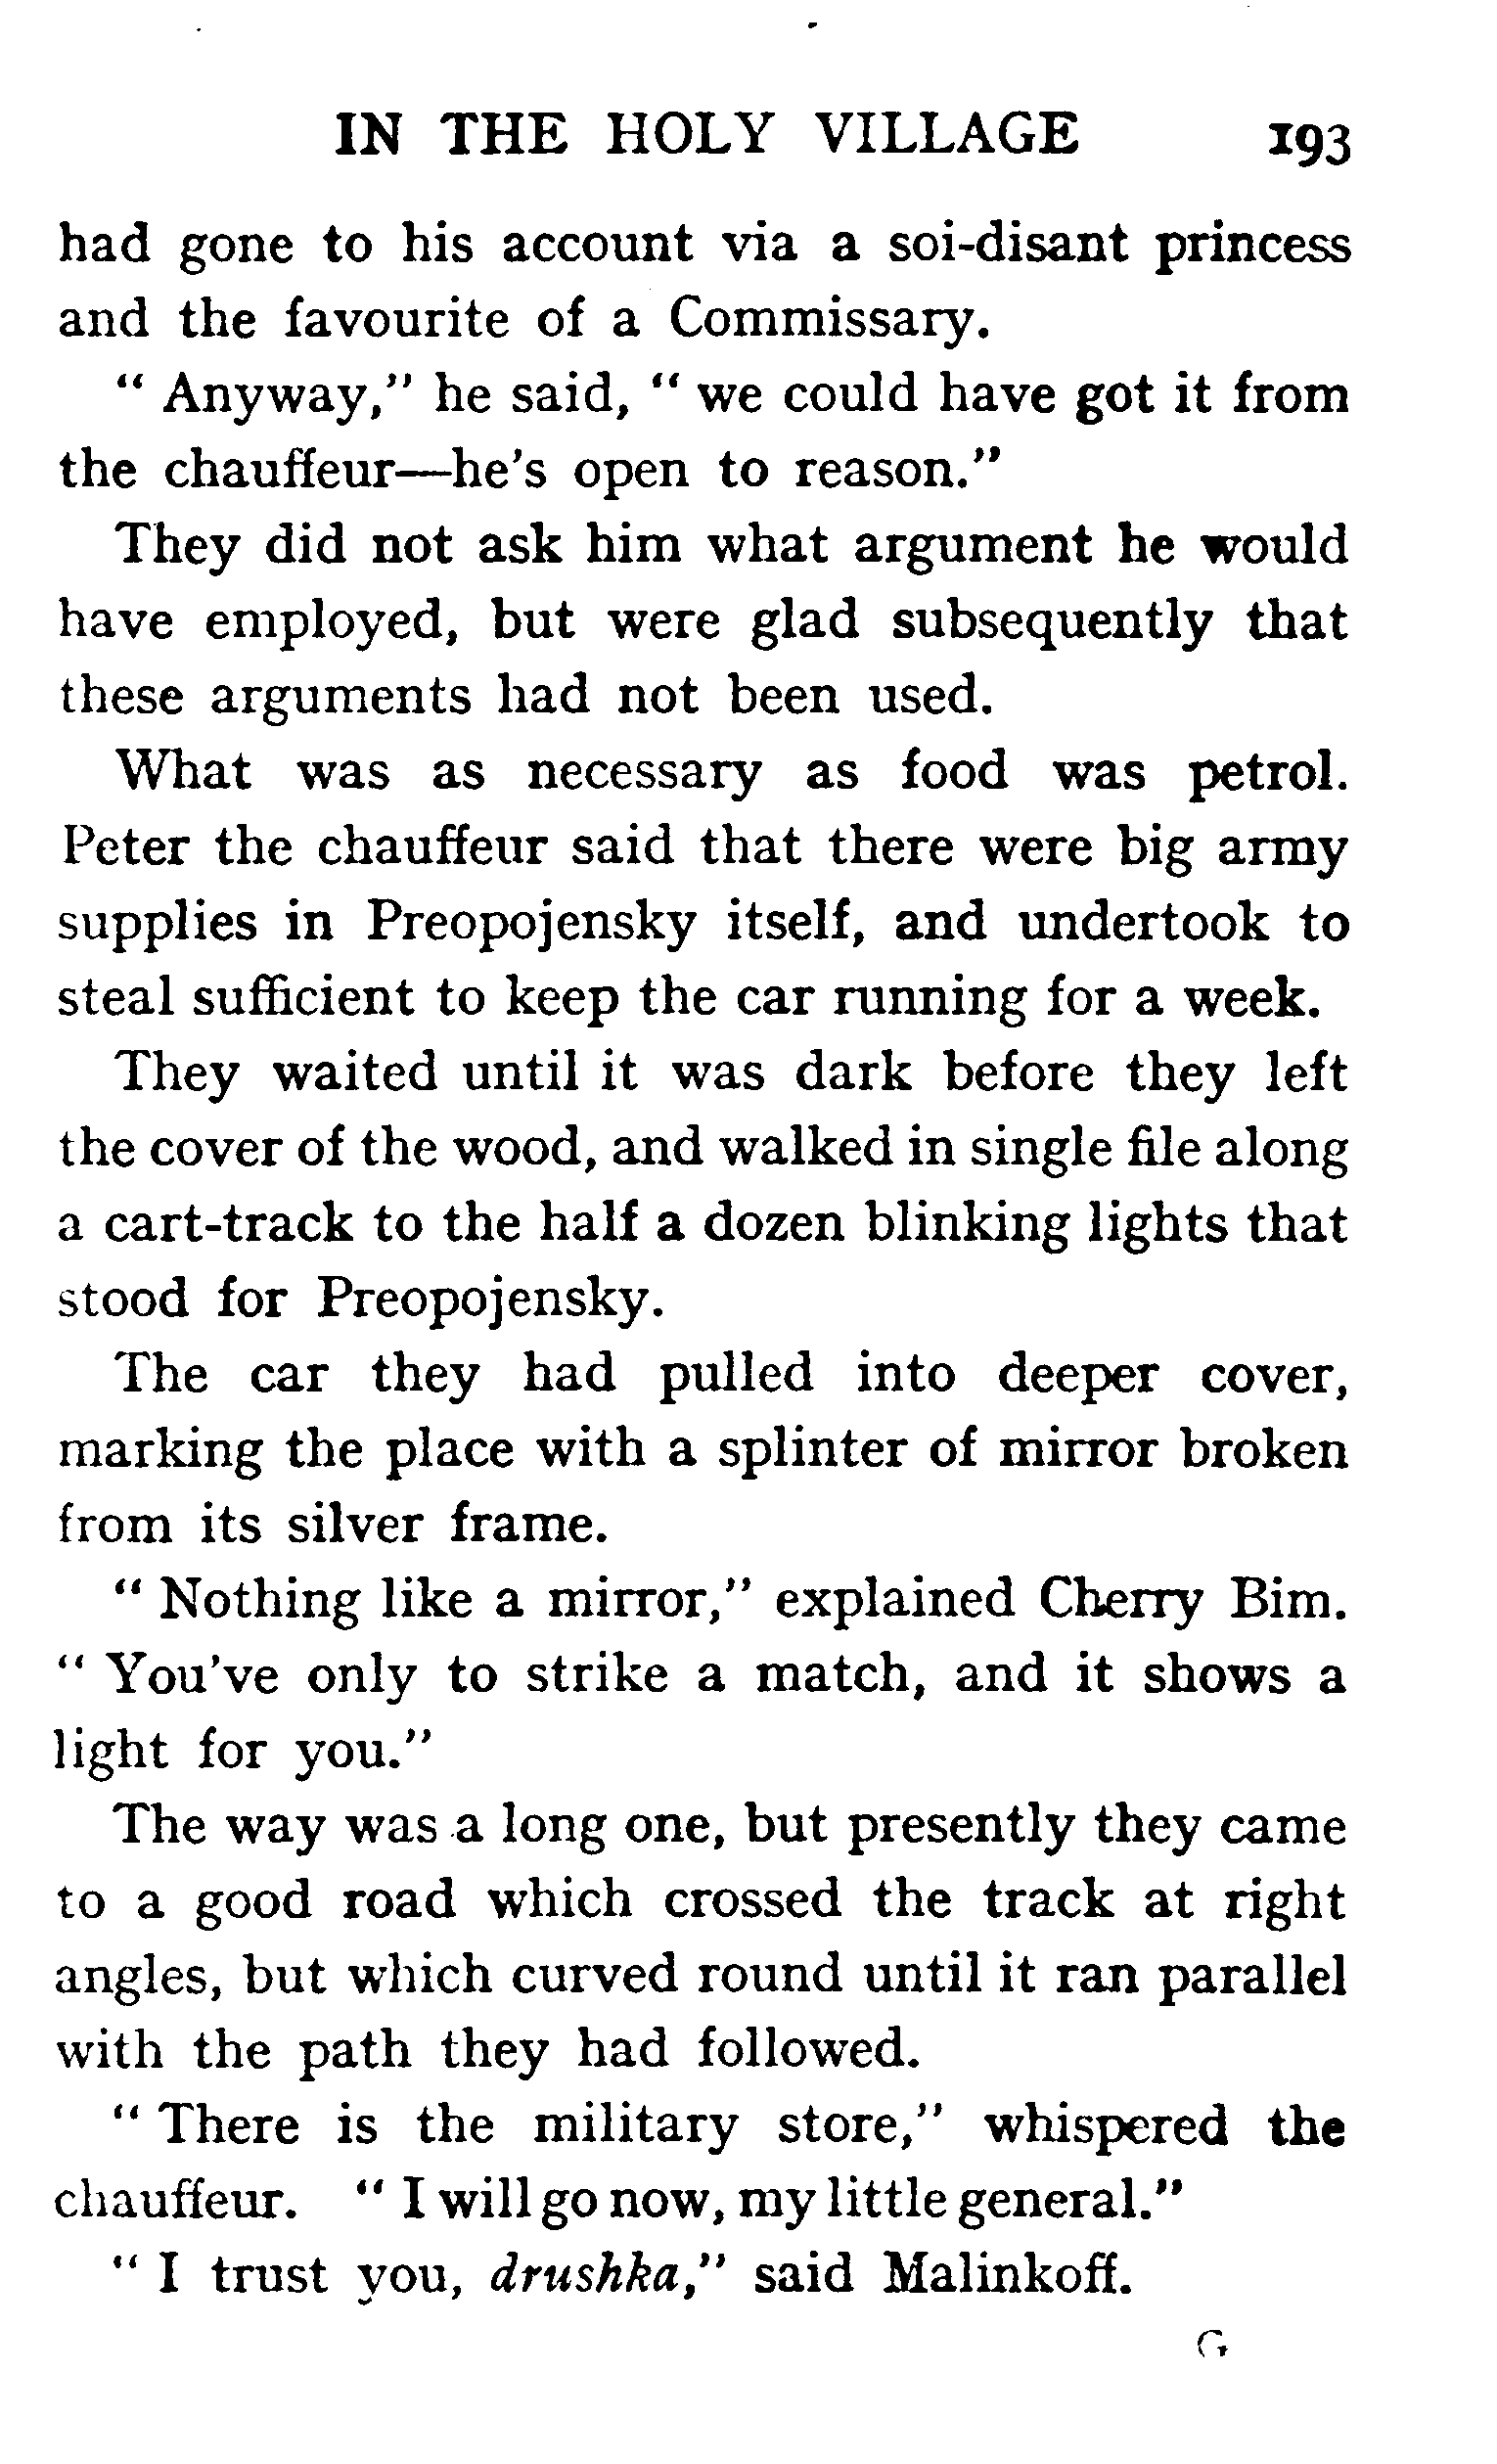 IN THE HOLY VILLAGE 193
had gone to his account via a soi-disant princess
and the favourite of a Commissary.
" Anyway," he said, " we could have got it from
the chauffeur—he's open to reason."
They did not ask him what argument he would
have employed, but were glad subsequently that
these arguments had not been used.
What was as necessary as food was petrol.
Peter the chauffeur said that there were big army
supplies in Preopojensky itself, and undertook to
steal sufficient to keep the car running for a week.
They waited until it was dark before they left
the cover of the wood, and walked in single file along
a cart-track to the half a dozen blinking lights that
stood for Preopojensky.
The car they had pulled into deeper cover,
marking the place with a splinter of mirror broken
from its silver frame.
" Nothing like a mirror," explained Cherry Bim.
" You've only to strike a match, and it shows a
light for you."
The way was a long one, but presently they came
to a good road which crossed the track at right
angles, but which curved round until it ran parallel
with the path they had followed.
" There is the military store," whispered the
chauffeur. " I will go now, my little general."
" I trust you, drushka," said Malinkoff.
G